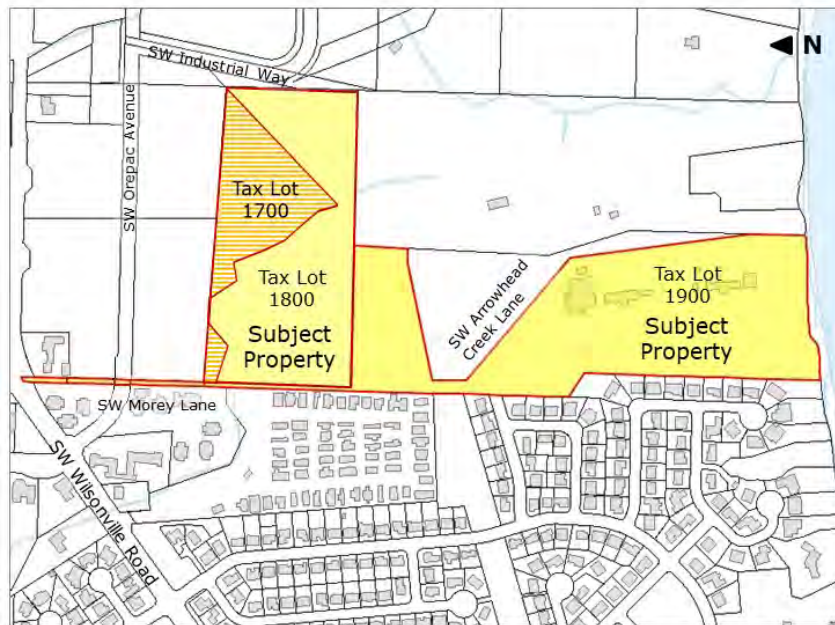 SW Industrial Way
N
SW Orepac Avenue
Tax Lot
1700
Tax Lot
1800
Subject
Property
SW Arrowhead
Creek Lane
Tax Lot
1900
Subject
Property
SW Morey Lane
SW Wilsonville Road